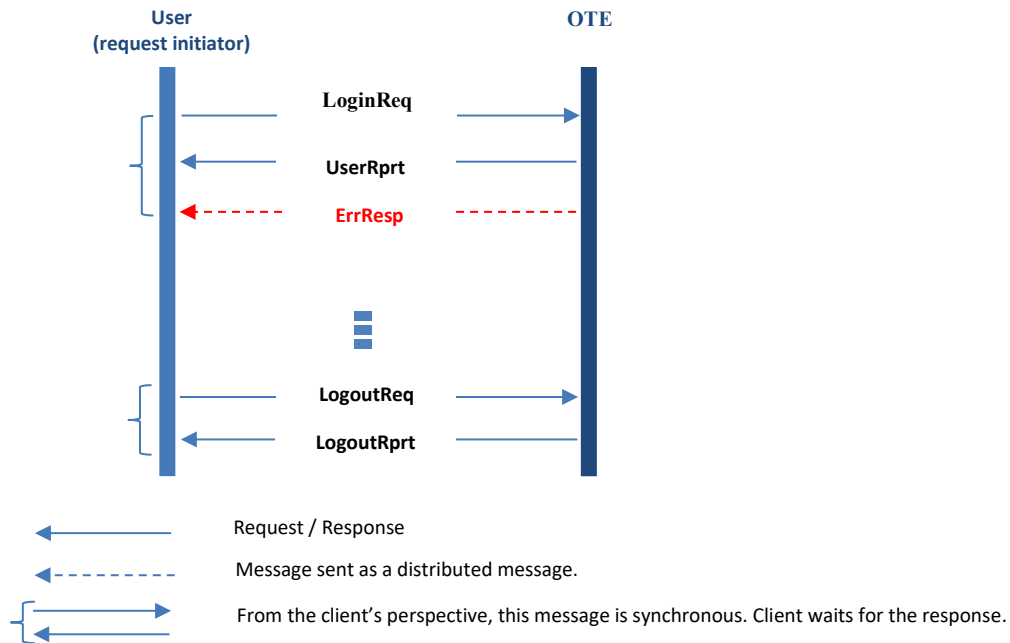 User
(request initiator)
OTE
LoginReq
UserRprt
ErrResp
LogoutReq
LogoutRprt
Request / Response
Message sent as a distributed message.
From the client’s perspective, this message is synchronous. Client waits for the response.